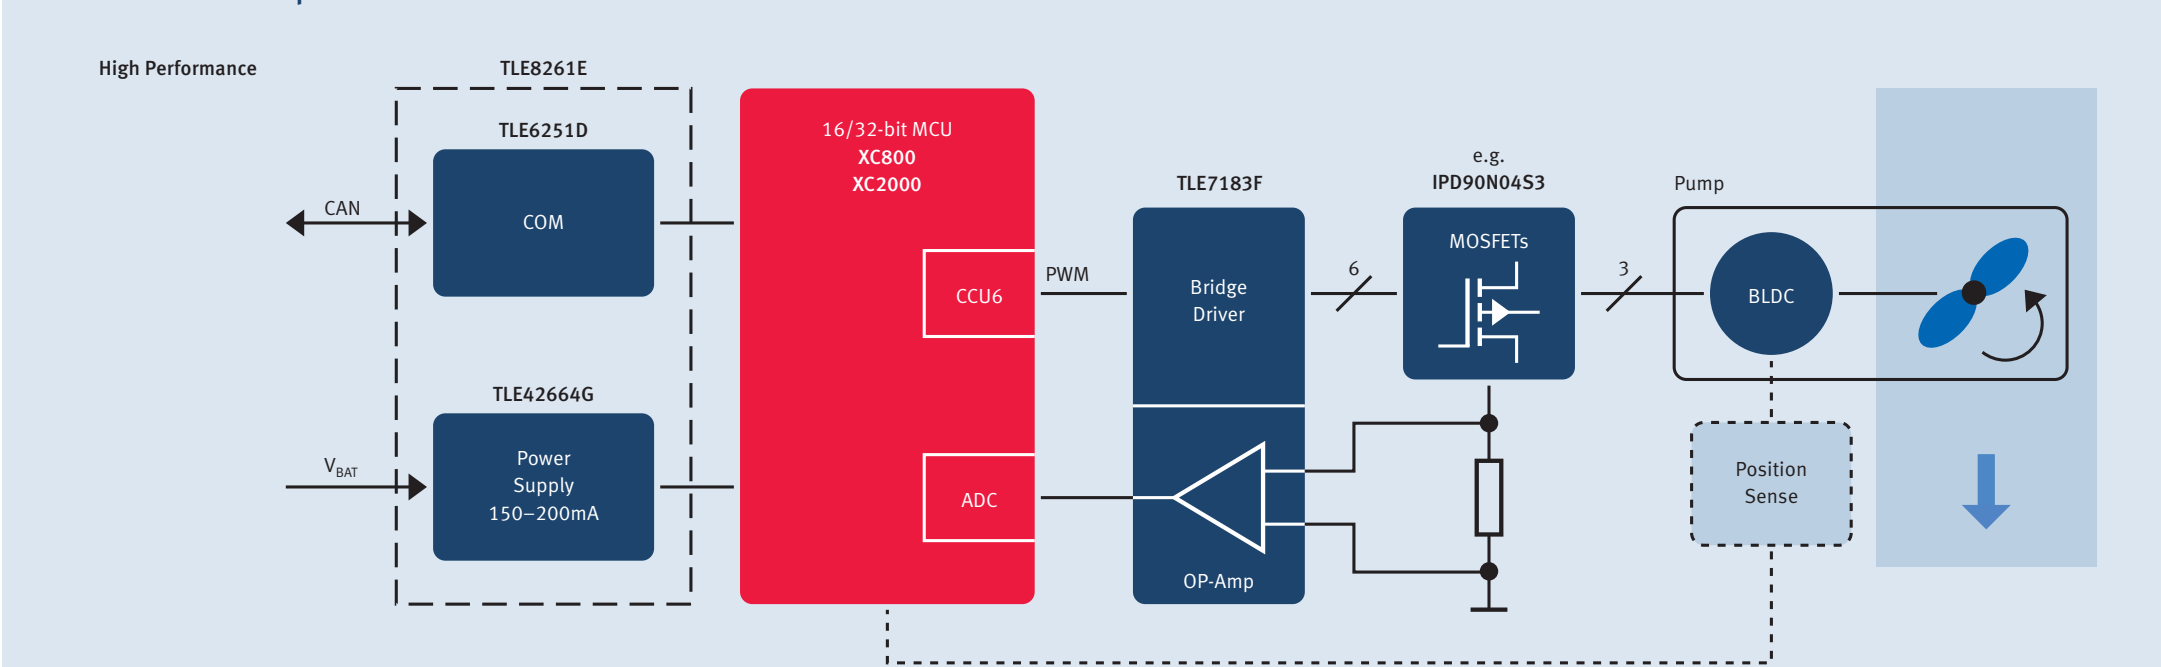 High Performance
TLE8261E
TLE6251D
COM
CAN
TLE42664G
Power
Supply
150–200mA
VBAT
16/32-bit MCU
XC800
XC2000
CCU6
ADC
PWM
TLE7183F
Bridge
Driver
OP-Amp
6
e.g.
IPD90N04S3
MOSFETs
3
Pump
BLDC
Position
Sense